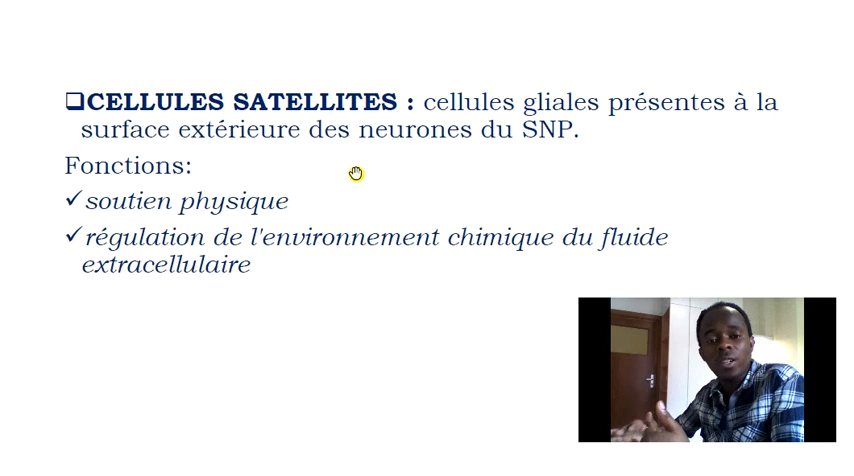 CELLULES SATELLITES : cellules gliales présentes à la
surface extérieure des neurones du SNP.
Fonctions:
soutien physique
régulation de l'environnement chimique du fluide
extracellulaire